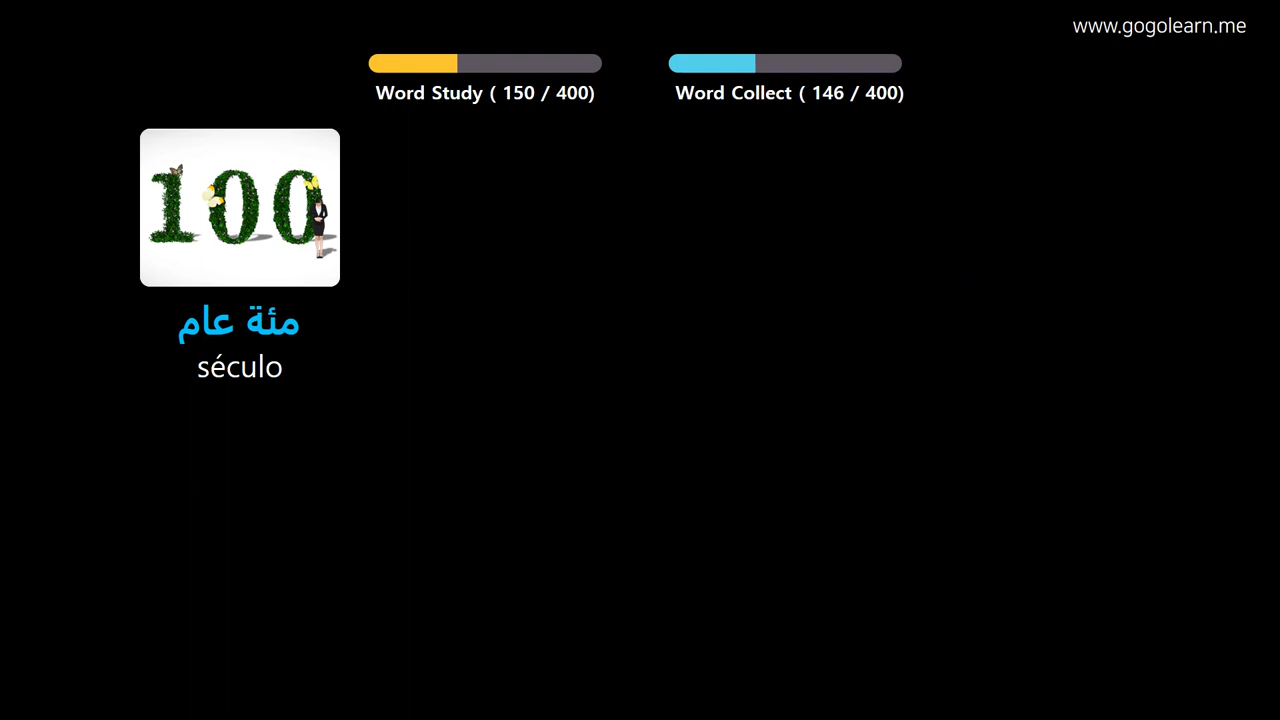 www.gogolearn.me
Word Study ( 150 / 400)
Word Collect ( 146 / 400)
100
مئة عام
século